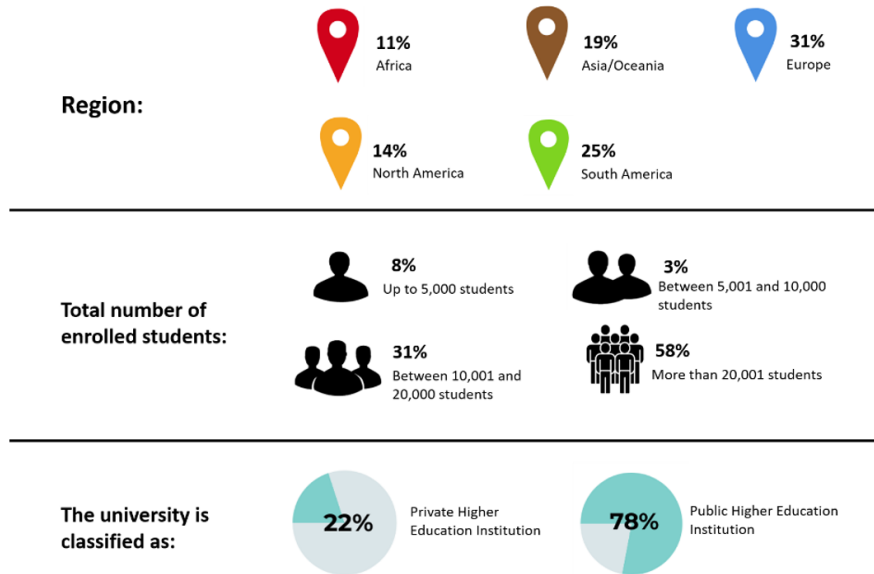 Region:
11%
Africa
19%
Asia/Oceania
31%
Europe
14%
North America
25%
South America
Total number of
enrolled students:
8%
Up to 5,000 students
3%
Between 5,001 and 10,000
students
31%
Between 10,001 and
20,000 students
58%
More than 20,001 students
The university is
classified as:
22%
Private Higher
Education Institution
78%
Public Higher Education
Institution